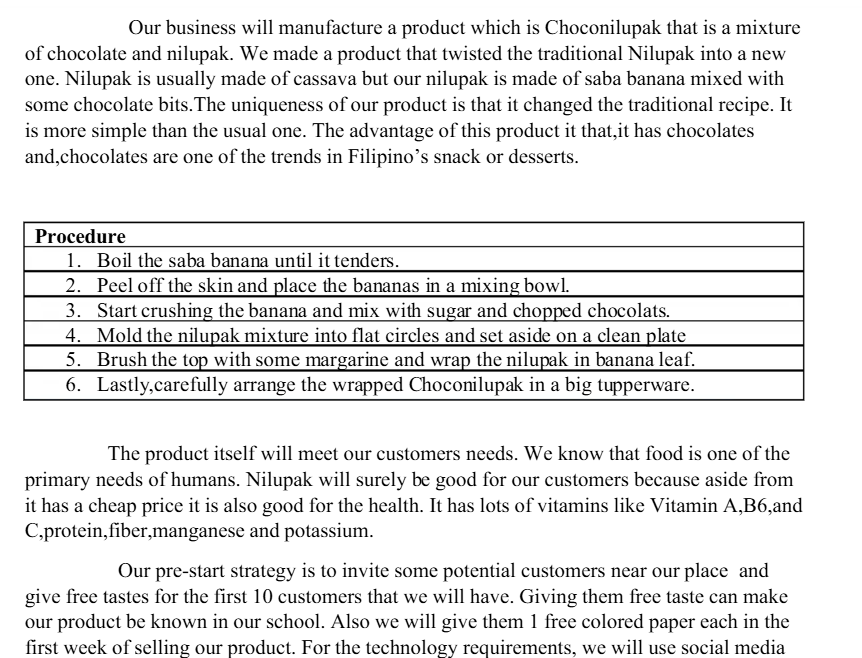 Our business will manufacture a product which is Choconilupak that is a mixture
of chocolate and nilupak. We made a product that twisted the traditional Nilupak into a new
one. Nilupak is usually made of cassava but our nilupak is made of saba banana mixed with
some chocolate bits.The uniqueness of our product is that it changed the traditional recipe. It
is more simple than the usual one. The advantage of this product it that,it has chocolates
and,chocolates are one of the trends in Filipino’s snack or desserts.
Procedure
1. Boil the saba banana until it tenders.
2. Peel off the skin and place the bananas in a mixing bowl.
3. Start crushing the banana and mix with sugar and chopped chocolats.
4. Mold the nilupak mixture into flat circles and set aside on a clean plate
5. Brush the top with some margarine and wrap the nilupak in banana leaf.
6. Lastly,carefully arrange the wrapped Choconilupak in a big tupperware.
The product itself will meet our customers needs. We know that food is one of the
primary needs of humans. Nilupak will surely be good for our customers because aside from
it has a cheap price it is also good for the health. It has lots of vitamins like Vitamin A,B6,and
C,protein,fiber,manganese and potassium.
Our pre-start strategy is to invite some potential customers near our place and
give free tastes for the first 10 customers that we will have. Giving them free taste can make
our product be known in our school. Also we will give them 1 free colored paper each in the
first week of selling our product. For the technology requirements, we will use social media